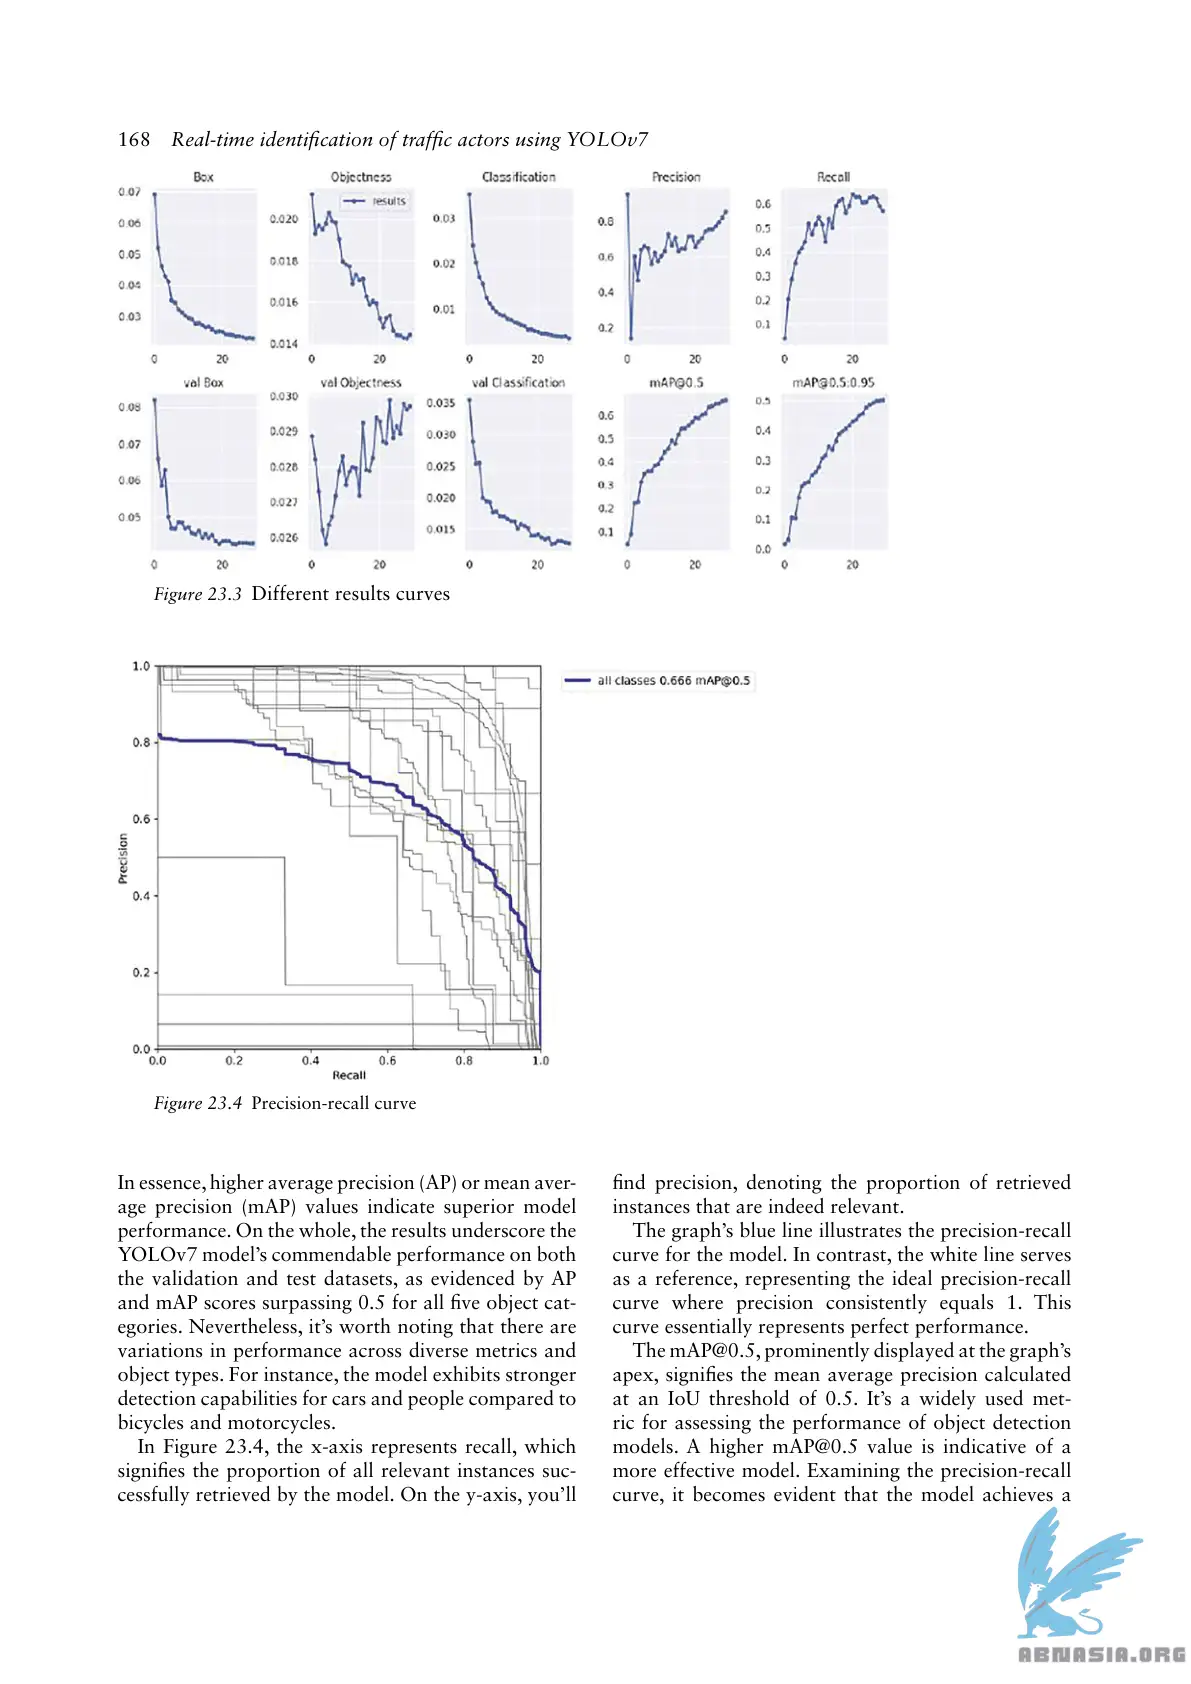 168 Real-time identification of traffic actors using YOLOv7
Box Objectness Classification Precision Recall
results
0.07 0.06 0.05 0.04 0.03
0.020 0.018 0.016 0.014
0.03 0.02 0.01
0.8 0.6 0.4 0.2
0.6 0.5 0.4 0.3 0.2 0.1
0 20 0 20 0 20 0 20 0 20
val Box val Objectness val Classification mAP@0.5 mAP@0.5:0.95
0.08 0.07 0.06 0.05
0.030 0.029 0.028 0.027 0.026
0.035 0.030 0.025 0.020 0.015
0.6 0.5 0.4 0.3 0.2 0.1
0.5 0.4 0.3 0.2 0.1 0.0
0 20 0 20 0 20 0 20 0 20
Figure 23.3 Different results curves
all classes 0.666 mAP@0.5
1.0
0.8
0.6
0.4
0.2
0.0
Precision
0.0 0.2 0.4 0.6 0.8 1.0
Recall
Figure 23.4 Precision-recall curve
In essence, higher average precision (AP) or mean aver-
age precision (mAP) values indicate superior model
performance. On the whole, the results underscore the
YOLOv7 model's commendable performance on both
the validation and test datasets, as evidenced by AP
and mAP scores surpassing 0.5 for all five object cat-
egories. Nevertheless, it's worth noting that there are
variations in performance across diverse metrics and
object types. For instance, the model exhibits stronger
detection capabilities for cars and people compared to
bicycles and motorcycles.
In Figure 23.4, the x-axis represents recall, which
signifies the proportion of all relevant instances suc-
cessfully retrieved by the model. On the y-axis, you'll
find precision, denoting the proportion of retrieved
instances that are indeed relevant.
The graph's blue line illustrates the precision-recall
curve for the model. In contrast, the white line serves
as a reference, representing the ideal precision-recall
curve where precision consistently equals 1. This
curve essentially represents perfect performance.
The mAP@0.5, prominently displayed at the graph's
apex, signifies the mean average precision calculated
at an IoU threshold of 0.5. It's a widely used met-
ric for assessing the performance of object detection
models. A higher mAP@0.5 value is indicative of a
more effective model. Examining the precision-recall
curve, it becomes evident that the model achieves a
ABNASIA.ORG